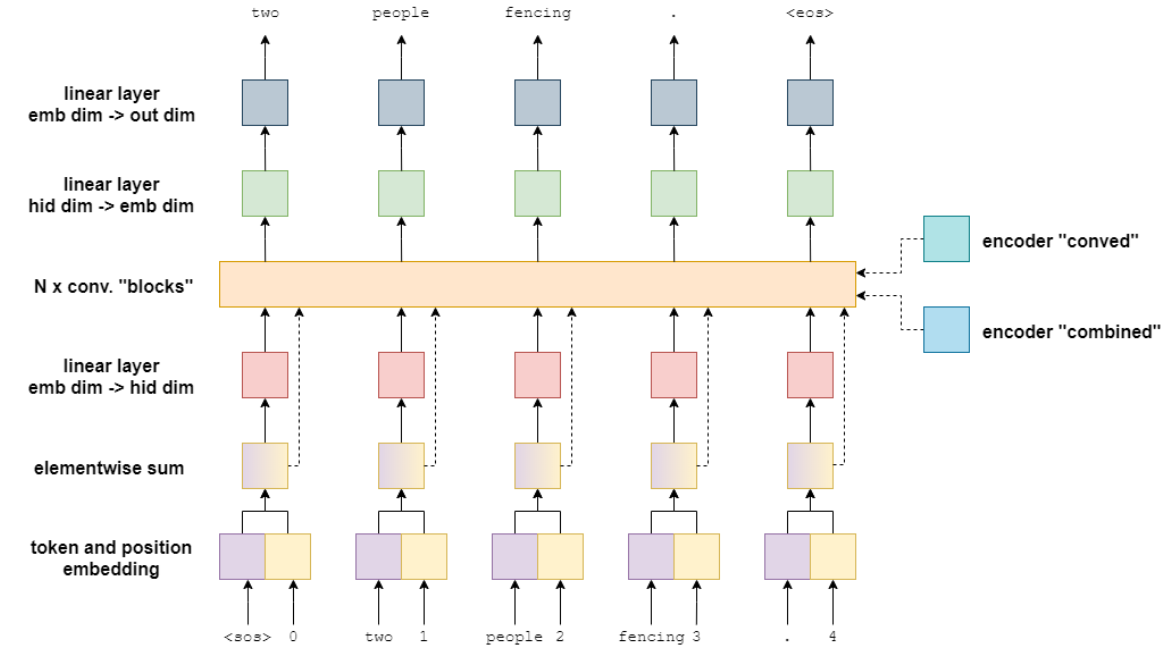 two people fencing . <eos>
linear layer
emb dim -> out dim
linear layer
hid dim -> emb dim
encoder "conved"
N x conv. "blocks"
encoder "combined"
linear layer
emb dim -> hid dim
elementwise sum
token and position
embedding
<sos> 0 two 1 people 2 fencing 3 . 4